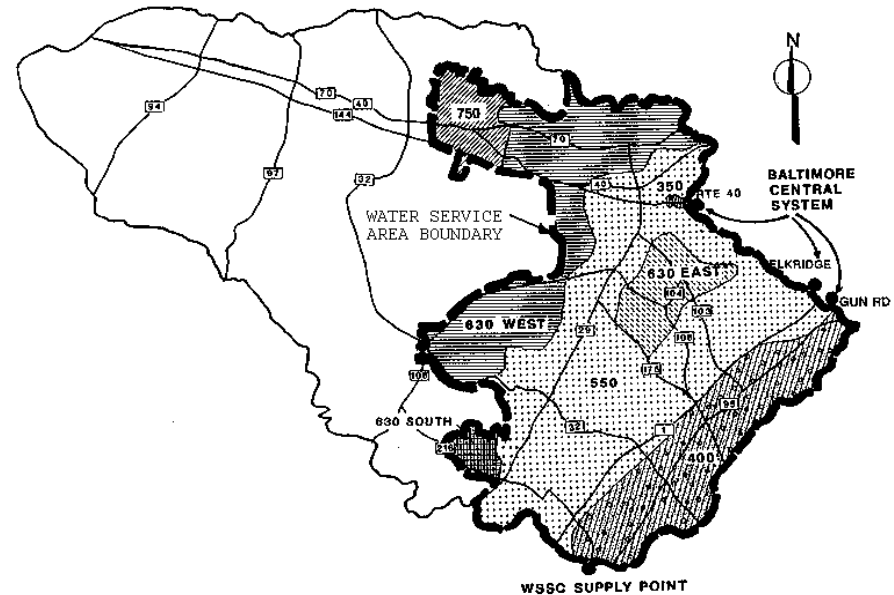 N
70
40
144
94
97
32
750
70
40
350
RTE 40
BALTIMORE
CENTRAL
SYSTEM
WATER SERVICE
AREA BOUNDARY
630 EAST
ELKRIDGE
104
103
GUN RD
630 WEST
29
108
108
175
550
95
630 SOUTH
216
32
1
400
WSSC SUPPLY POINT